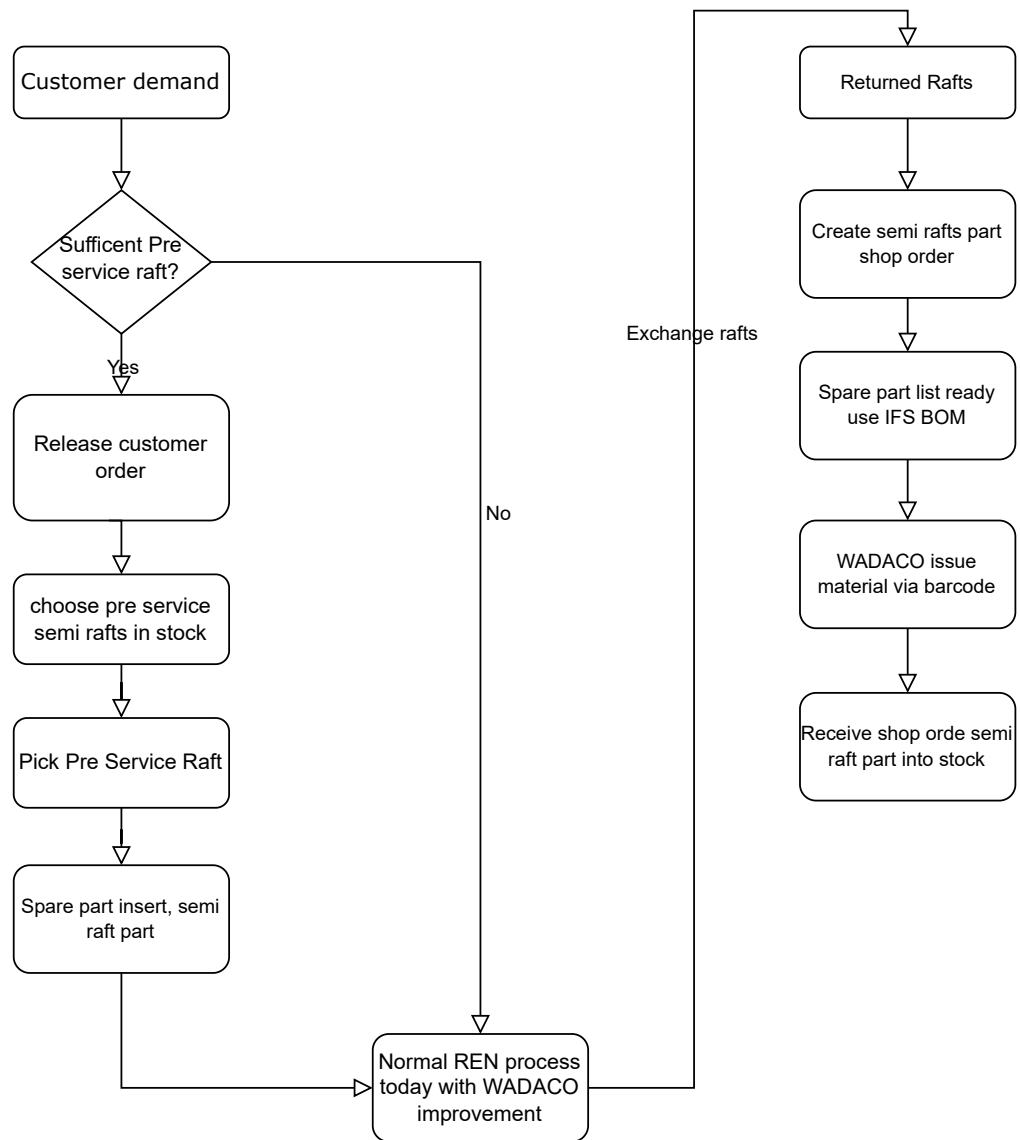 Customer demand
Sufficent Pre
service raft?
Yes
Release customer
order
choose pre service
semi rafts in stock
Pick Pre Service Raft
Spare part insert, semi
raft part
No
Normal REN process
today with WADACO
improvement
Exchange rafts
Returned Rafts
Create semi rafts part
shop order
Spare part list ready
use IFS BOM
WADACO issue
material via barcode
Receive shop orde semi
raft part into stock